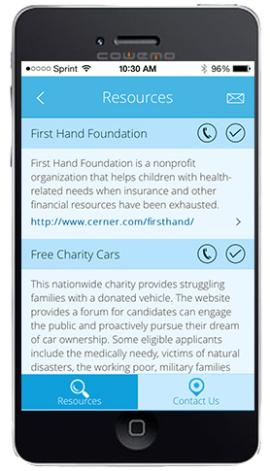 cowemo
Sprint
10:30 AM
96%
Resources
First Hand Foundation
First Hand Foundation is a nonprofit
organization that helps children with health-
related needs when insurance and other
financial resources have been exhausted.
http://www.cerner.com/firsthand/
Free Charity Cars
This nationwide charity provides struggling
families with a donated vehicle. The website
provides a forum for candidates can engage
the public and proactively pursue their dream
of car ownership. Some eligible applicants
include the medically needy, victims of natural
disasters, the working poor, military families
Resources
Contact Us